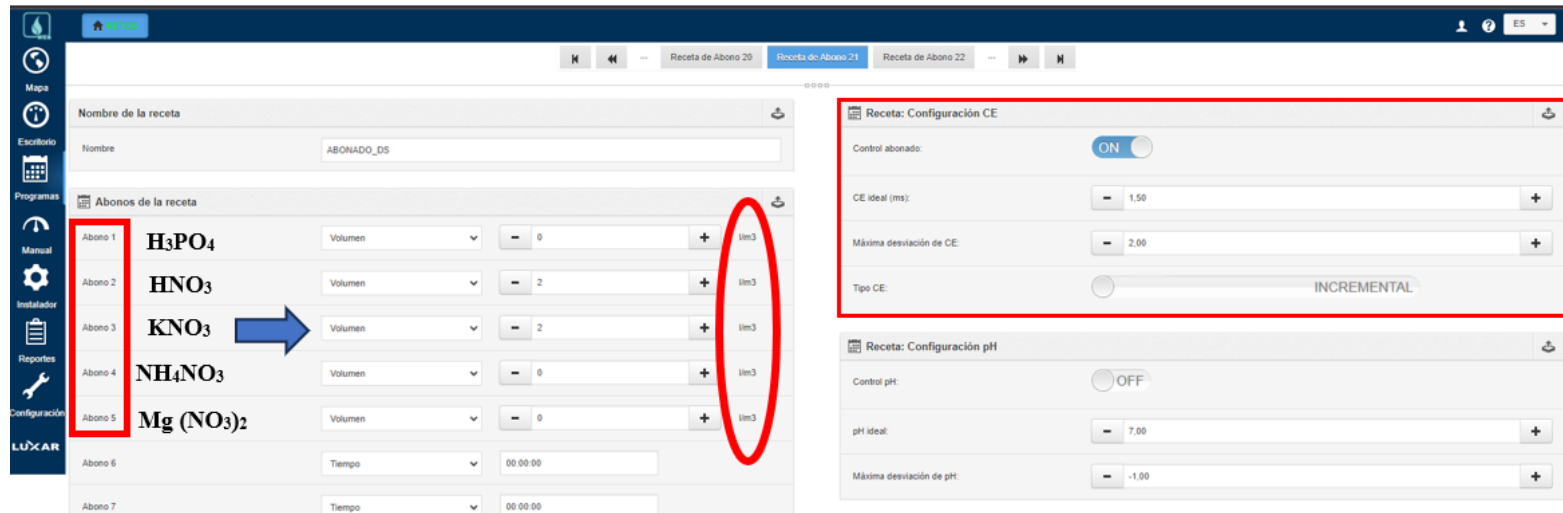 ES
Receta de Abono 20
Receta de Abono 21
Receta de Abono 22
Mapa
Escritorio
Programas
Manual
Instalador
Reportes
Configuración
LUXAR
Nombre de la receta
Nombre
ABONADO_DS
Abonos de la receta
Abono 1 H₃PO₄ Volumen - 0 + l/m3
Abono 2 HNO₃ Volumen - 2 + l/m3
Abono 3 KNO₃ Volumen - 2 + l/m3
Abono 4 NH₄NO₃ Volumen - 0 + l/m3
Abono 5 Mg (NO₃)₂ Volumen - 0 + l/m3
Abono 6 Tiempo 00:00:00
Abono 7 Tiempo 00:00:00
Receta: Configuración CE
Control abonado: ON
CE ideal (ms): - 1,50 +
Máxima desviación de CE: - 2,00 +
Tipo CE: INCREMENTAL
Receta: Configuración pH
Control pH: OFF
pH ideal: - 7,00 +
Máxima desviación de pH: - -1,00 +